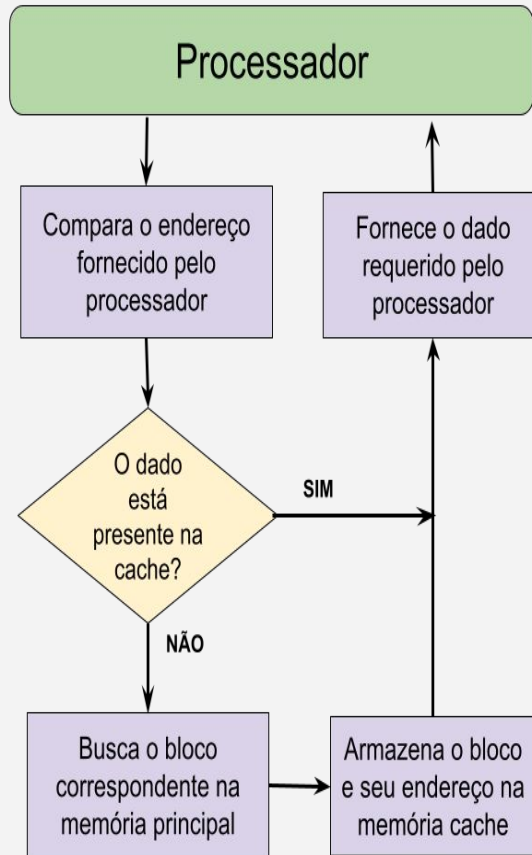 Processador
Compara o endereço
fornecido pelo
processador
Fornece o dado
requerido pelo
processador
O dado
está
presente na
cache?
SIM
NÃO
Busca o bloco
correspondente na
memória principal
Armazena o bloco
e seu endereço na
memória cache